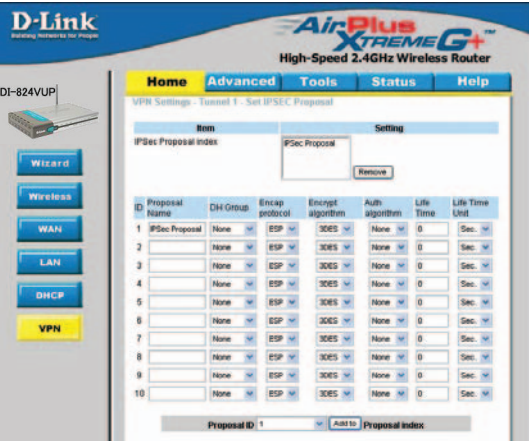 D-Link
Building Networks for People
AirPlus
XTREME G+™
High-Speed 2.4GHz Wireless Router
DI-824VUP
Home Advanced Tools Status Help
VPN Settings - Tunnel 1 - Set IPSEC Proposal
Item Setting
IPSec Proposal index IPSec Proposal Remove
Wizard
Wireless
WAN
LAN
DHCP
VPN
ID Proposal Name DH Group Encap protocol Encrypt algorithm Auth algorithm Life Time Life Time Unit
1 IPSec Proposal None ESP 3DES None 0 Sec.
2 None ESP 3DES None 0 Sec.
3 None ESP 3DES None 0 Sec.
4 None ESP 3DES None 0 Sec.
5 None ESP 3DES None 0 Sec.
6 None ESP 3DES None 0 Sec.
7 None ESP 3DES None 0 Sec.
8 None ESP 3DES None 0 Sec.
9 None ESP 3DES None 0 Sec.
10 None ESP 3DES None 0 Sec.
Proposal ID 1 Add to Proposal index